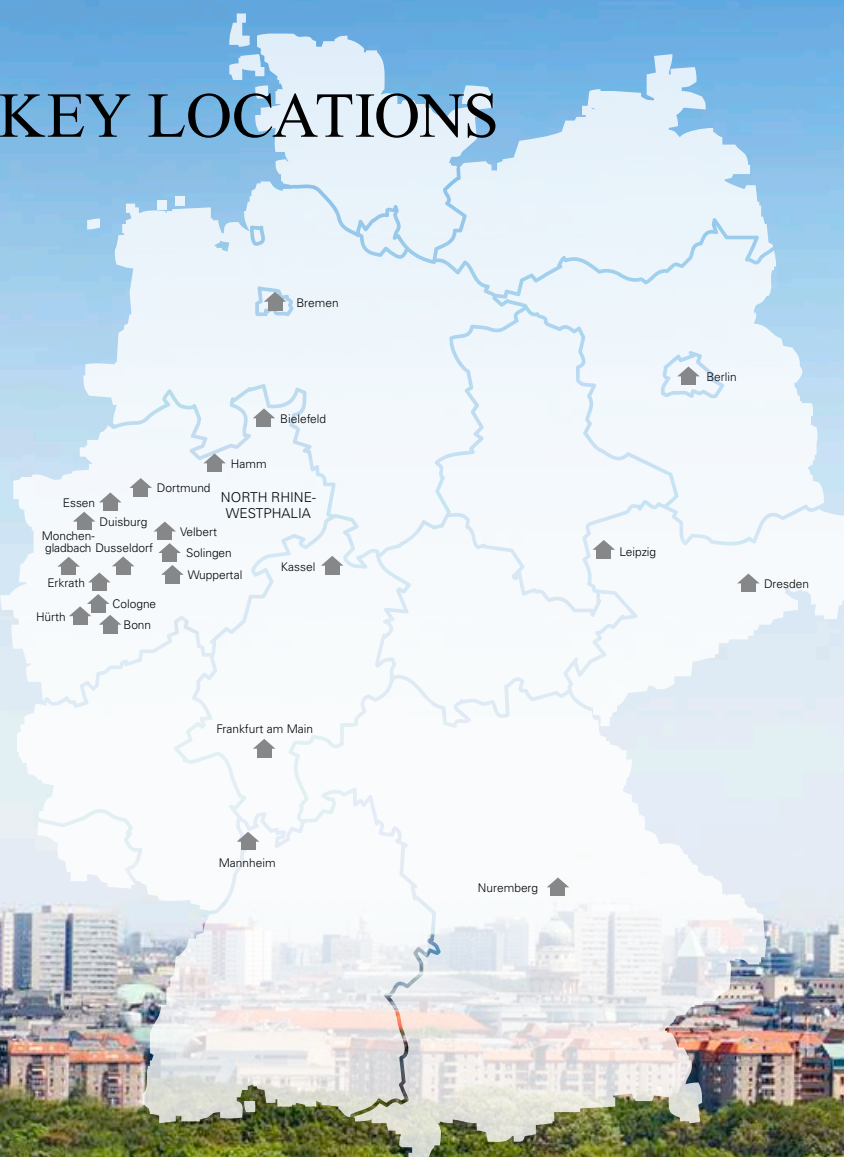 KEY LOCATIONS
Bremen
Berlin
Bielefeld
Hamm
Dortmund
NORTH RHINE-
WESTPHALIA
Essen
Duisburg
Velbert
Monchen-
gladbach
Dusseldorf
Solingen
Leipzig
Kassel
Wuppertal
Erkrath
Dresden
Cologne
Hürth
Bonn
Frankfurt am Main
Mannheim
Nuremberg